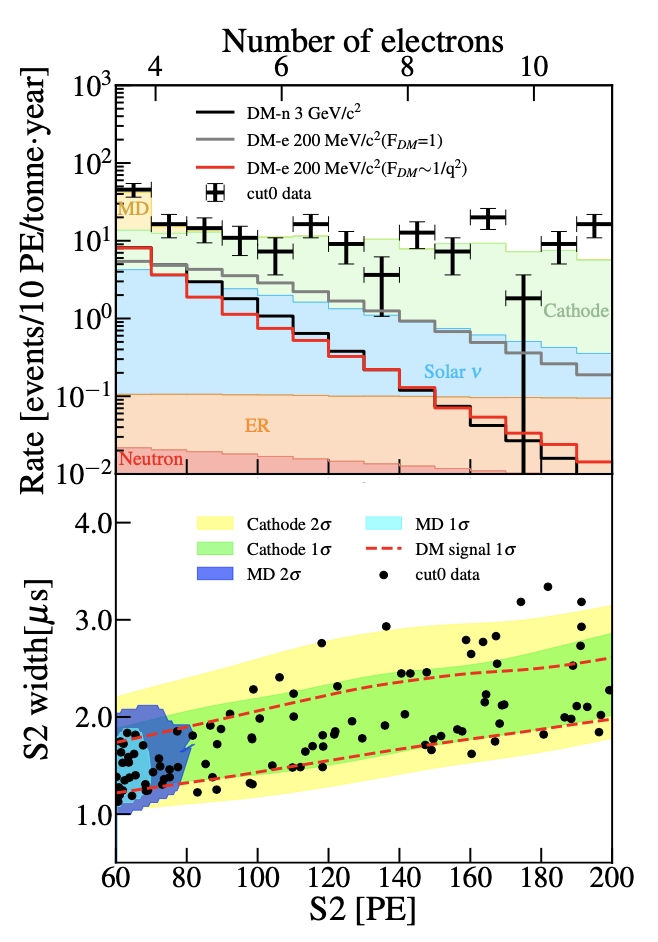 Number of electrons
4 6 8 10
Rate [events/10 PE/tonne·year]
10³
10²
10¹
10⁰
10⁻¹
10⁻²
DM-n 3 GeV/c²
DM-e 200 MeV/c²(F_DM=1)
DM-e 200 MeV/c²(F_DM∼1/q²)
cut0 data
MD
Cathode
Solar ν
ER
Neutron
S2 width[μs]
4.0
3.0
2.0
1.0
Cathode 2σ
Cathode 1σ
MD 2σ
MD 1σ
DM signal 1σ
cut0 data
60 80 100 120 140 160 180 200
S2 [PE]